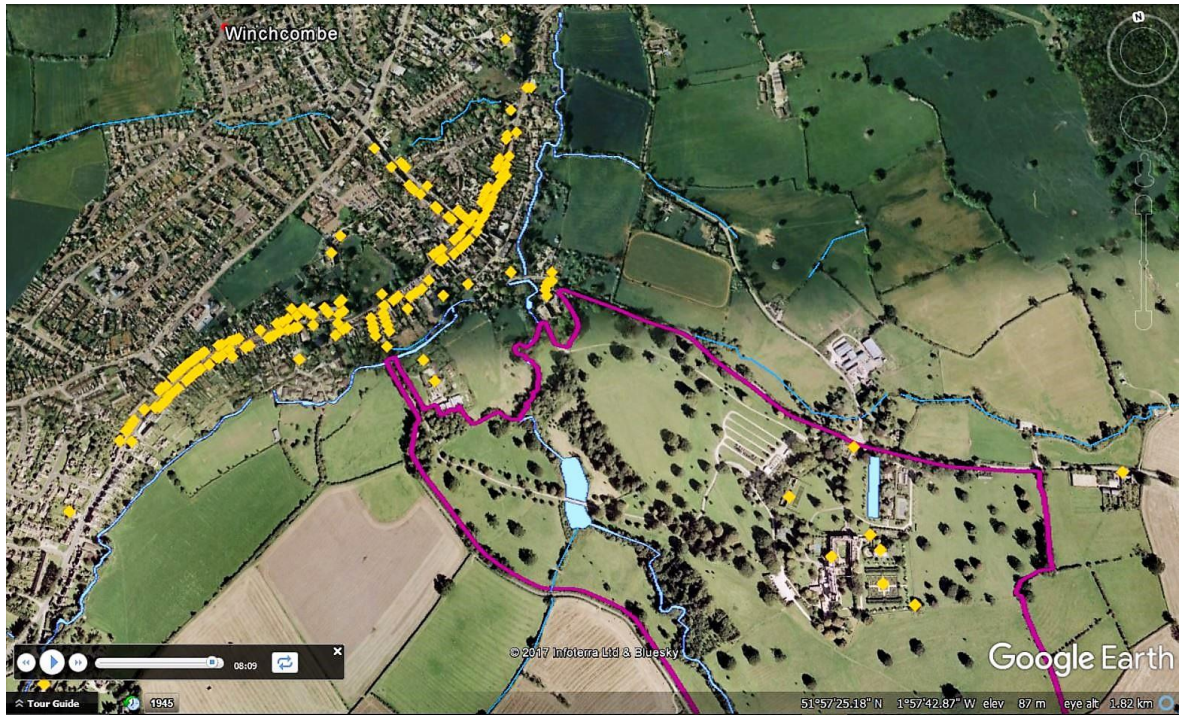 N
Winchcombe
08:09
© 2017 Infoterra Ltd & Bluesky
Google Earth
Tour Guide
1945
51°57'25.18" N 1°57'42.87" W elev 87 m eye alt 1.82 km